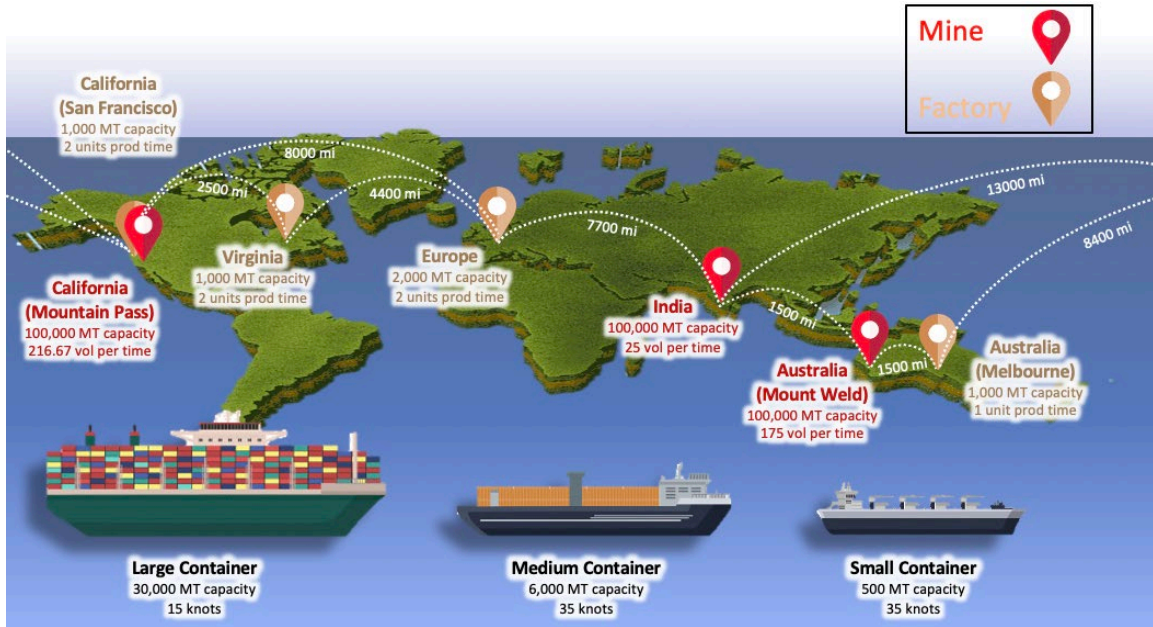 Mine
Factory
California
(San Francisco)
1,000 MT capacity
2 units prod time
8000 mi
2500 mi
4400 mi
7700 mi
13000 mi
8400 mi
1500 mi
1500 mi
California
(Mountain Pass)
100,000 MT capacity
216.67 vol per time
Virginia
1,000 MT capacity
2 units prod time
Europe
2,000 MT capacity
2 units prod time
India
100,000 MT capacity
25 vol per time
Australia
(Mount Weld)
100,000 MT capacity
175 vol per time
Australia
(Melbourne)
1,000 MT capacity
1 unit prod time
Large Container
30,000 MT capacity
15 knots
Medium Container
6,000 MT capacity
35 knots
Small Container
500 MT capacity
35 knots